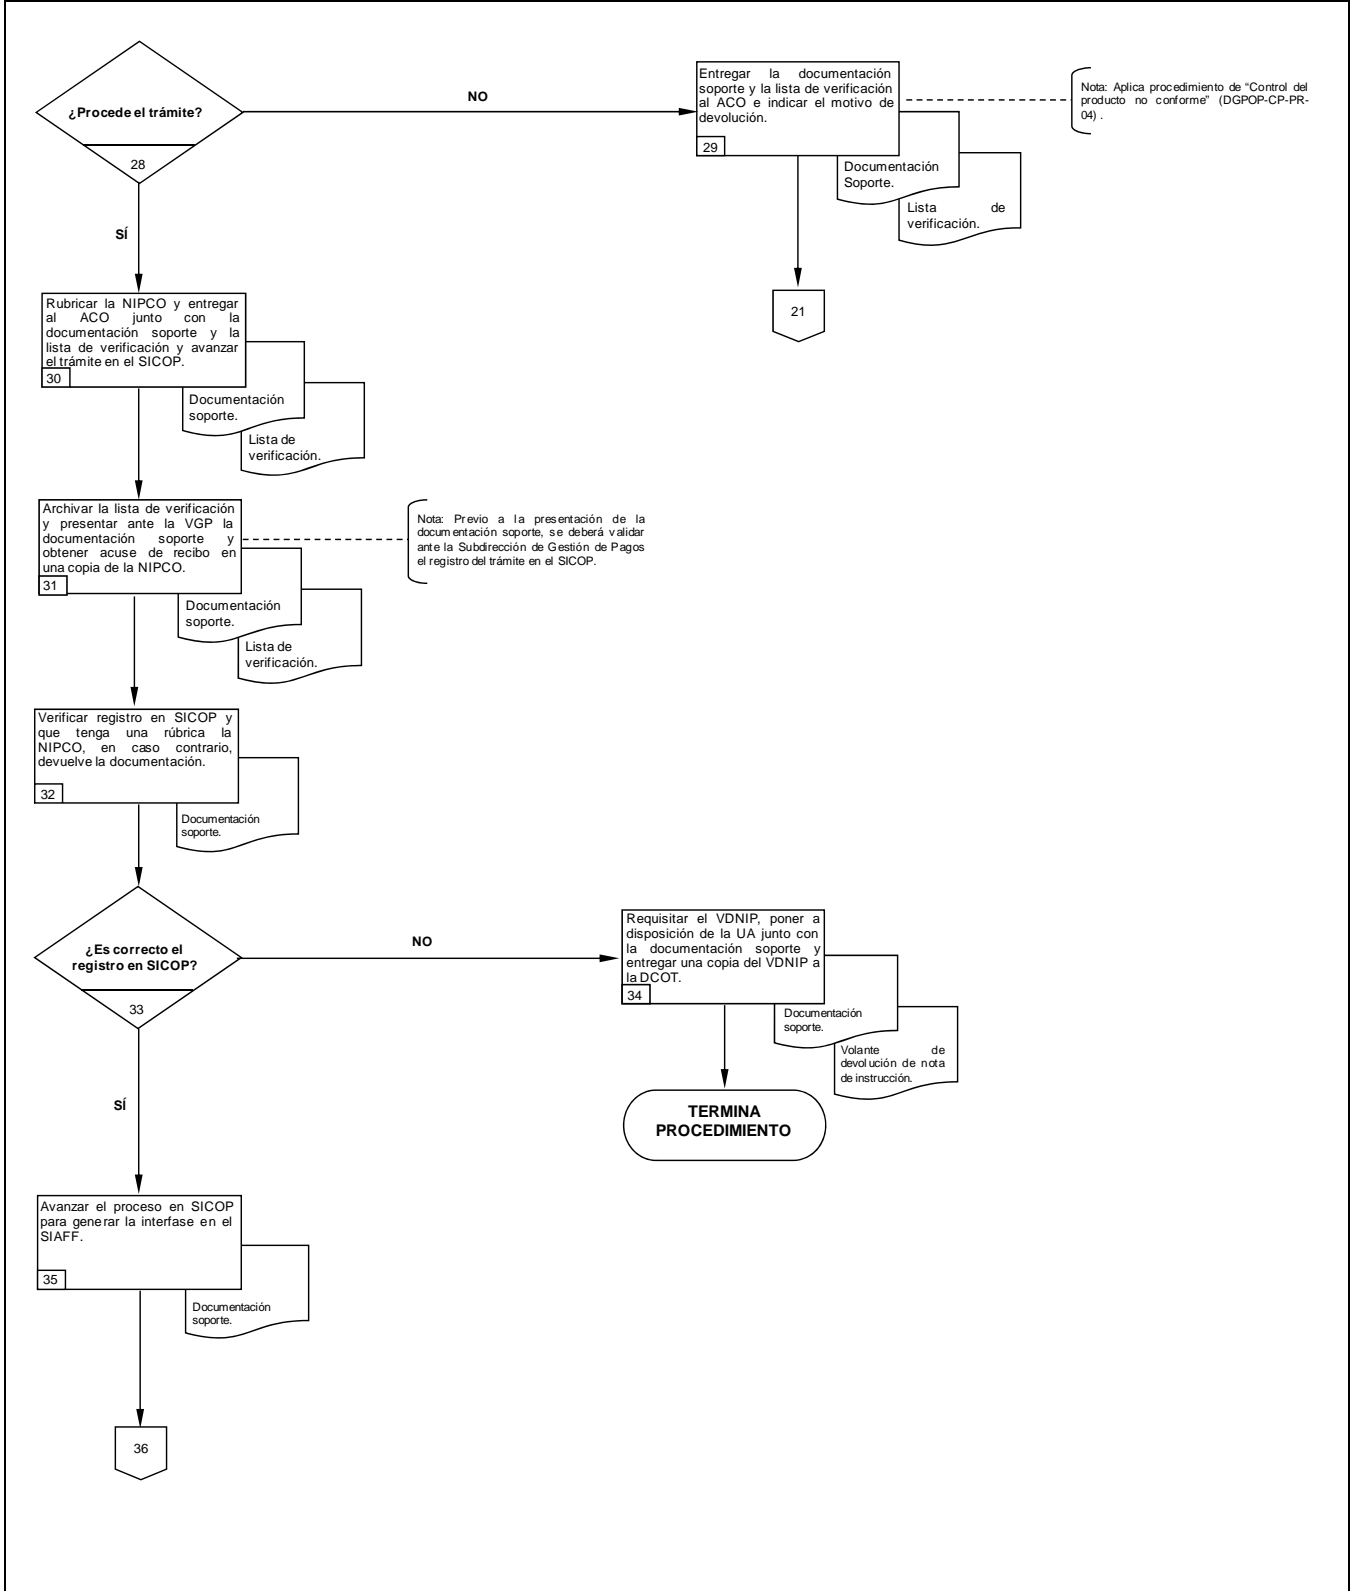 ¿Procede el trámite?
28
NO
Entregar la documentación
soporte y la lista de verificación
al ACO e indicar el motivo de
devolución.
29
Documentación
Soporte.
Lista de
verificación.
Nota: Aplica procedimiento de “Control del
producto no conforme” (DGPOP-CP-PR-
04) .
21
SÍ
Rubricar la NIPCO y entregar
al ACO junto con la
documentación soporte y la
lista de verificación y avanzar
el trámite en el SICOP.
30
Documentación
soporte.
Lista de
verificación.
Archivar la lista de verificación
y presentar ante la VGP la
documentación soporte y
obtener acuse de recibo en
una copia de la NIPCO.
31
Documentación
soporte.
Lista de
verificación.
Nota: Previo a la presentación de la
documentación soporte, se deberá validar
ante la Subdirección de Gestión de Pagos
el registro del trámite en el SICOP.
Verificar registro en SICOP y
que tenga una rúbrica la
NIPCO, en caso contrario,
devuelve la documentación.
32
Documentación
soporte.
¿Es correcto el
registro en SICOP?
33
NO
Requisitar el VDNIP, poner a
disposición de la UA junto con
la documentación soporte y
entregar una copia del VDNIP a
la DCOT.
34
Documentación
soporte.
Volante de
devolución de nota
de instrucción.
TERMINA
PROCEDIMIENTO
SÍ
Avanzar el proceso en SICOP
para generar la interfase en el
SIAFF.
35
Documentación
soporte.
36